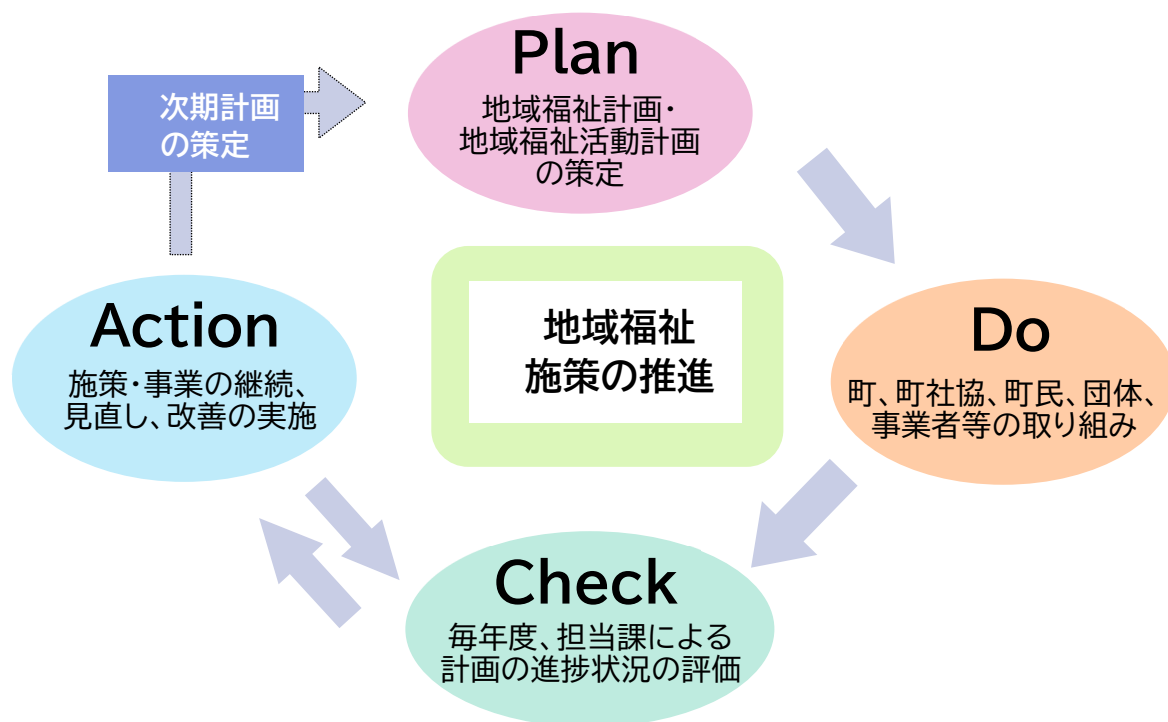 Plan
地域福祉計画・
地域福祉活動計画
の策定
次期計画
の策定
Action
施策・事業の継続、
見直し、改善の実施
地域福祉
施策の推進
Do
町、町社協、町民、団体、
事業者等の取り組み
Check
毎年度、担当課による
計画の進捗状況の評価